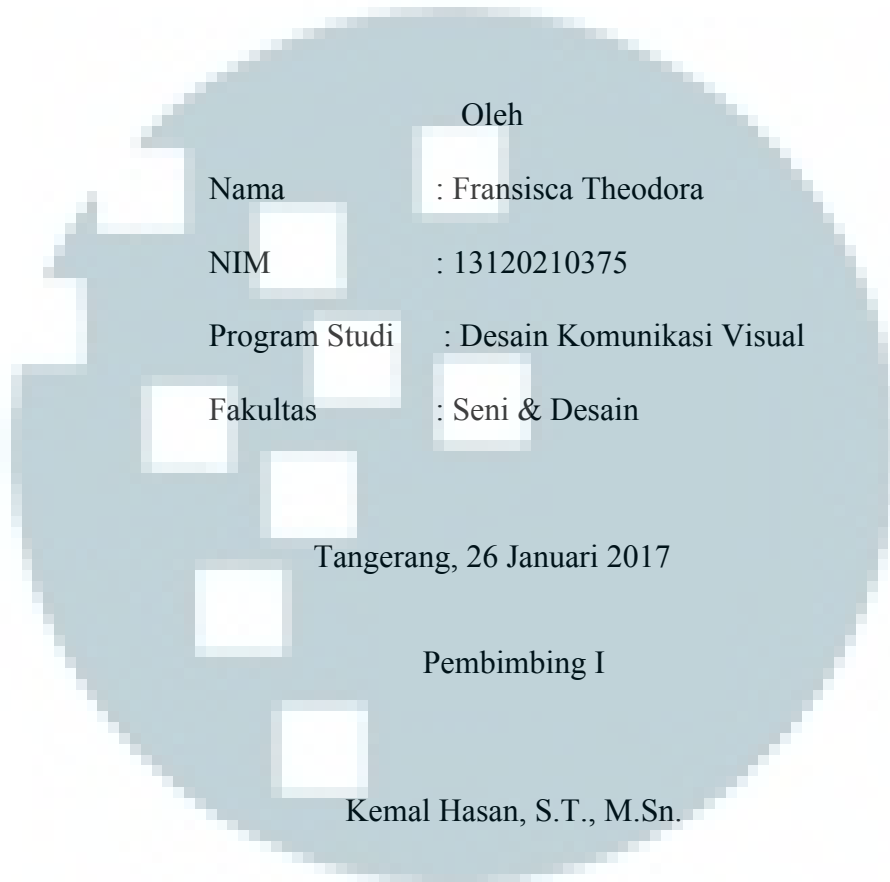 Oleh
Nama : Fransisca Theodora
NIM : 13120210375
Program Studi : Desain Komunikasi Visual
Fakultas : Seni & Desain
Tangerang, 26 Januari 2017
Pembimbing I
Kemal Hasan, S.T., M.Sn.